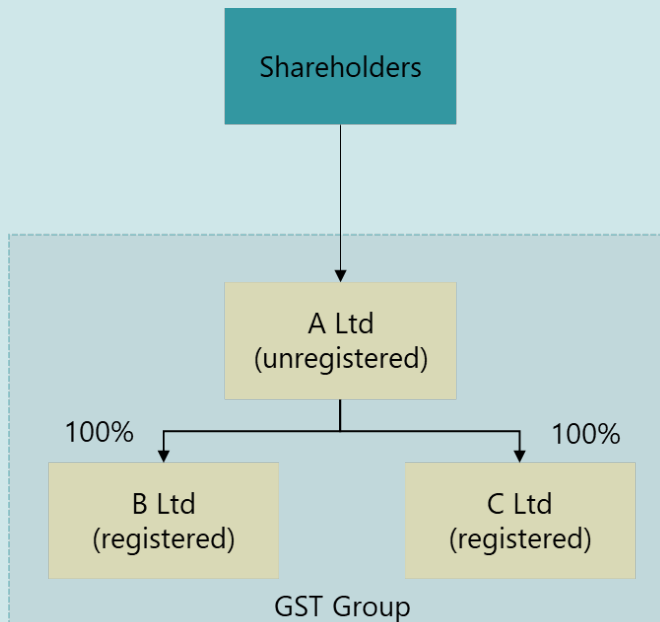 Shareholders
A Ltd
(unregistered)
100%
100%
B Ltd
(registered)
C Ltd
(registered)
GST Group